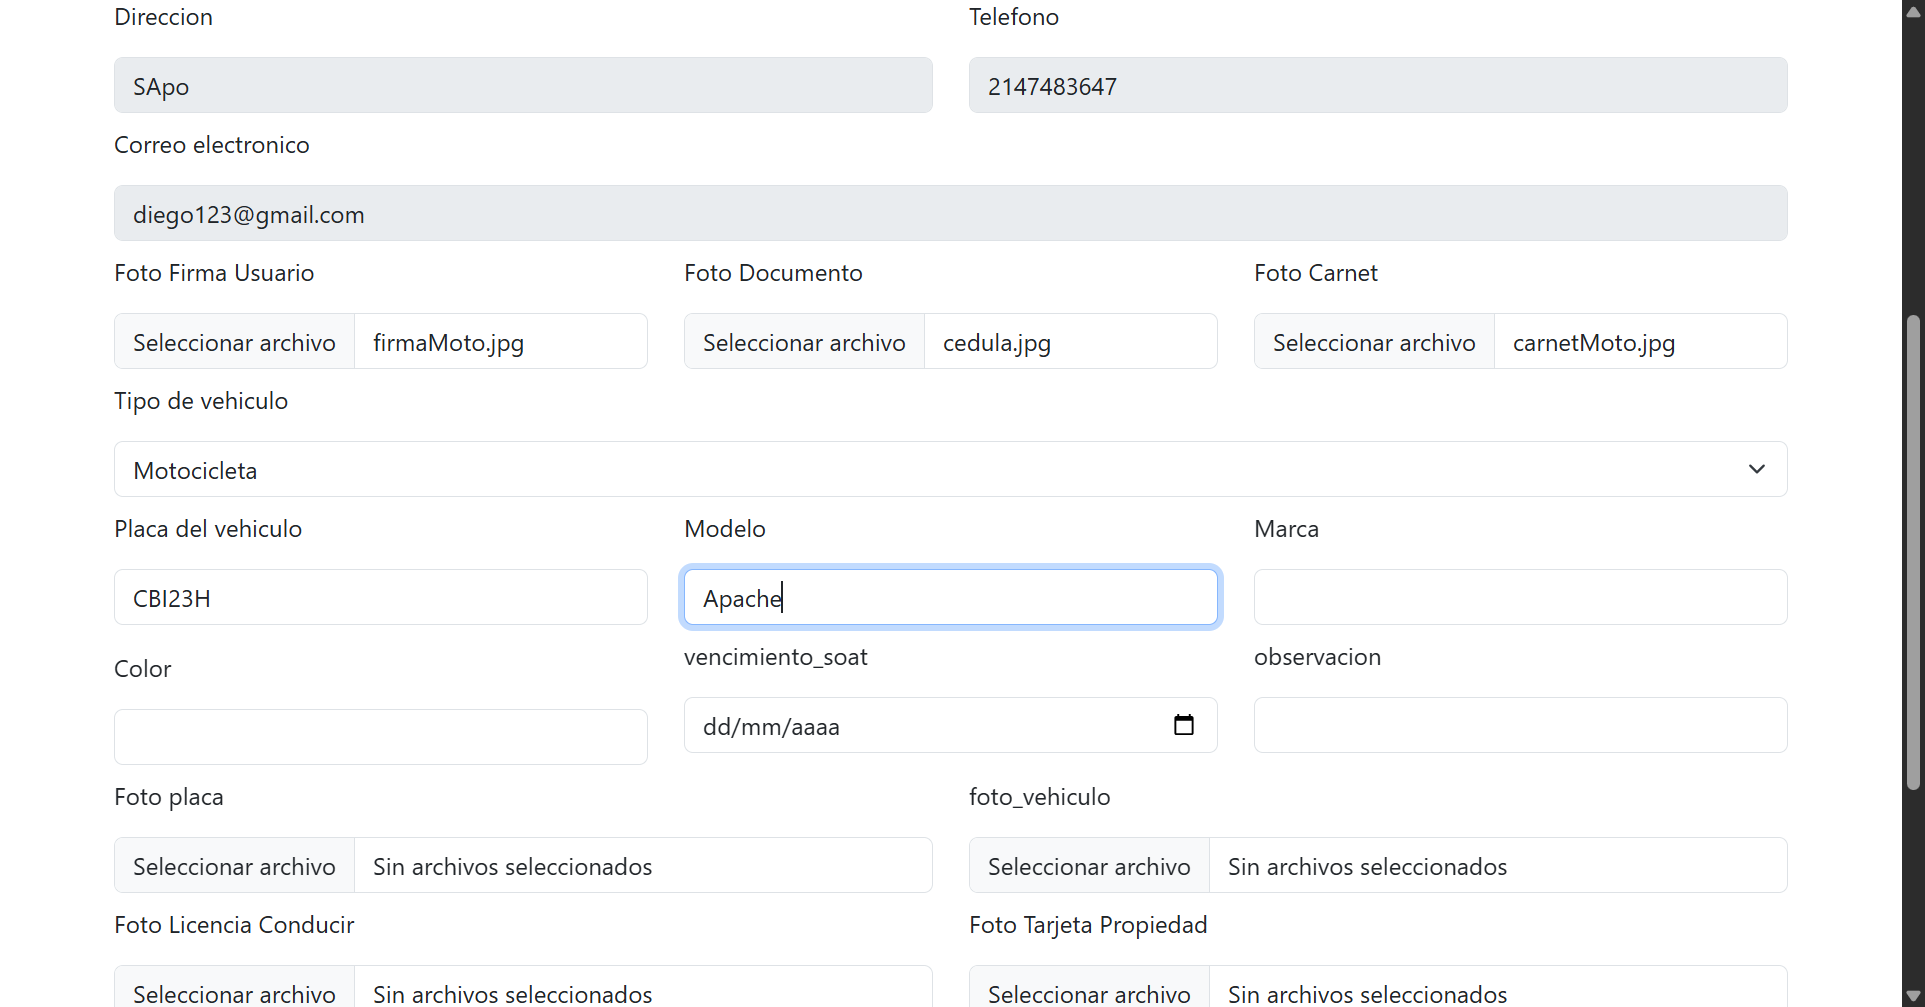 Direccion
Telefono
SApo
2147483647
Correo electronico
diego123@gmail.com
Foto Firma Usuario
Foto Documento
Foto Carnet
Seleccionar archivo firmaMoto.jpg
Seleccionar archivo cedula.jpg
Seleccionar archivo carnetMoto.jpg
Tipo de vehiculo
Motocicleta
Placa del vehiculo
Modelo
Marca
CBI23H
Apache
Color
vencimiento_soat
observacion
dd/mm/aaaa
Foto placa
foto_vehiculo
Seleccionar archivo Sin archivos seleccionados
Seleccionar archivo Sin archivos seleccionados
Foto Licencia Conducir
Foto Tarjeta Propiedad
Seleccionar archivo Sin archivos seleccionados
Seleccionar archivo Sin archivos seleccionados